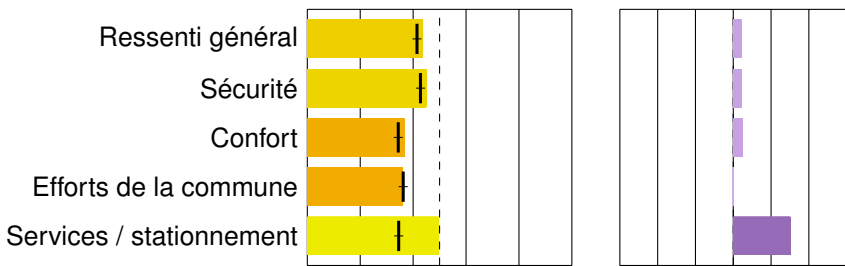 Ressenti général
Sécurité
Confort
Efforts de la commune
Services / stationnement